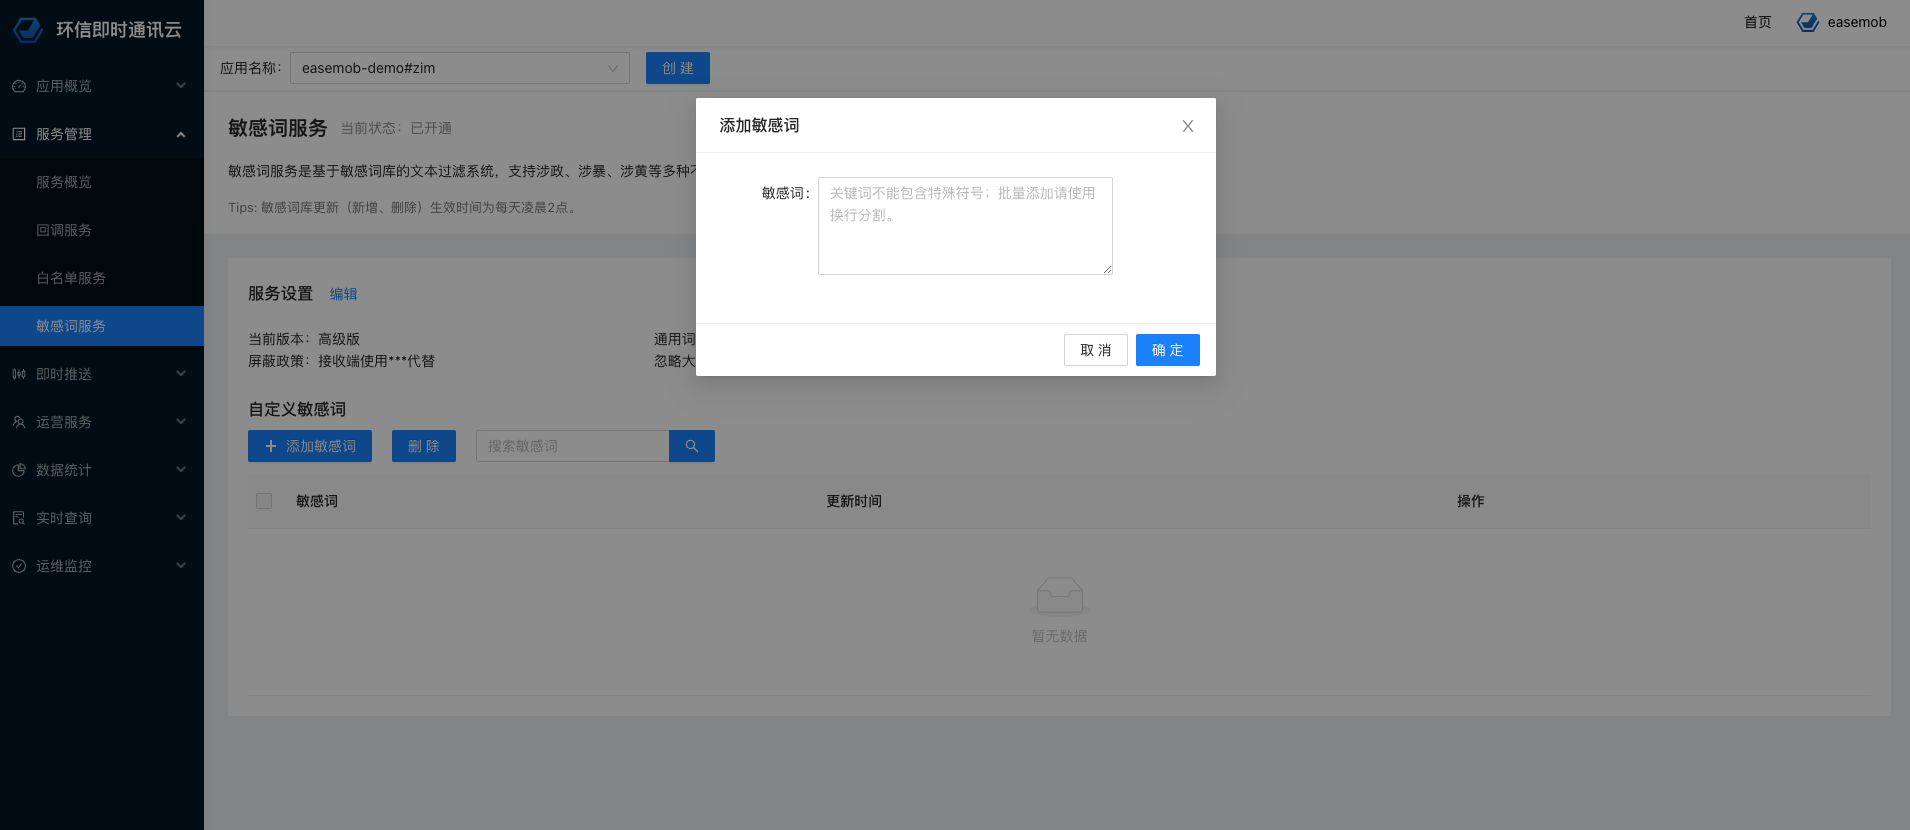 环信即时通讯云
首页
easemob
应用名称:
easemob-demo#zim
创 建
应用概览
服务管理
服务概览
回调服务
白名单服务
敏感词服务
即时推送
运营服务
数据统计
实时查询
运维监控
敏感词服务 当前状态: 已开通
敏感词服务是基于敏感词库的文本过滤系统，支持涉政、涉暴、涉黄等多种
Tips: 敏感词库更新（新增、删除）生效时间为每天凌晨2点。
添加敏感词
敏感词:
关键词不能包含特殊符号；批量添加请使用
换行分割。
取 消
确 定
服务设置 编辑
当前版本: 高级版
通用词
屏蔽政策: 接收端使用***代替
忽略大
自定义敏感词
添加敏感词
删 除
搜索敏感词
敏感词
更新时间
操作
暂无数据